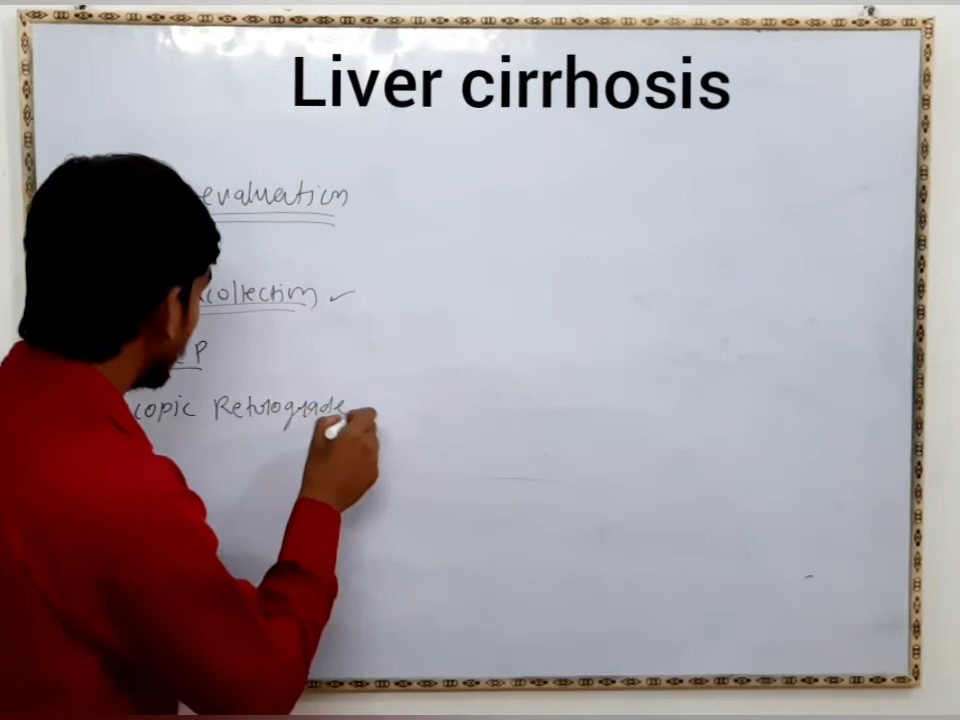 Liver cirrhosis
evaluation
collection ✓
P
copic Retrograde